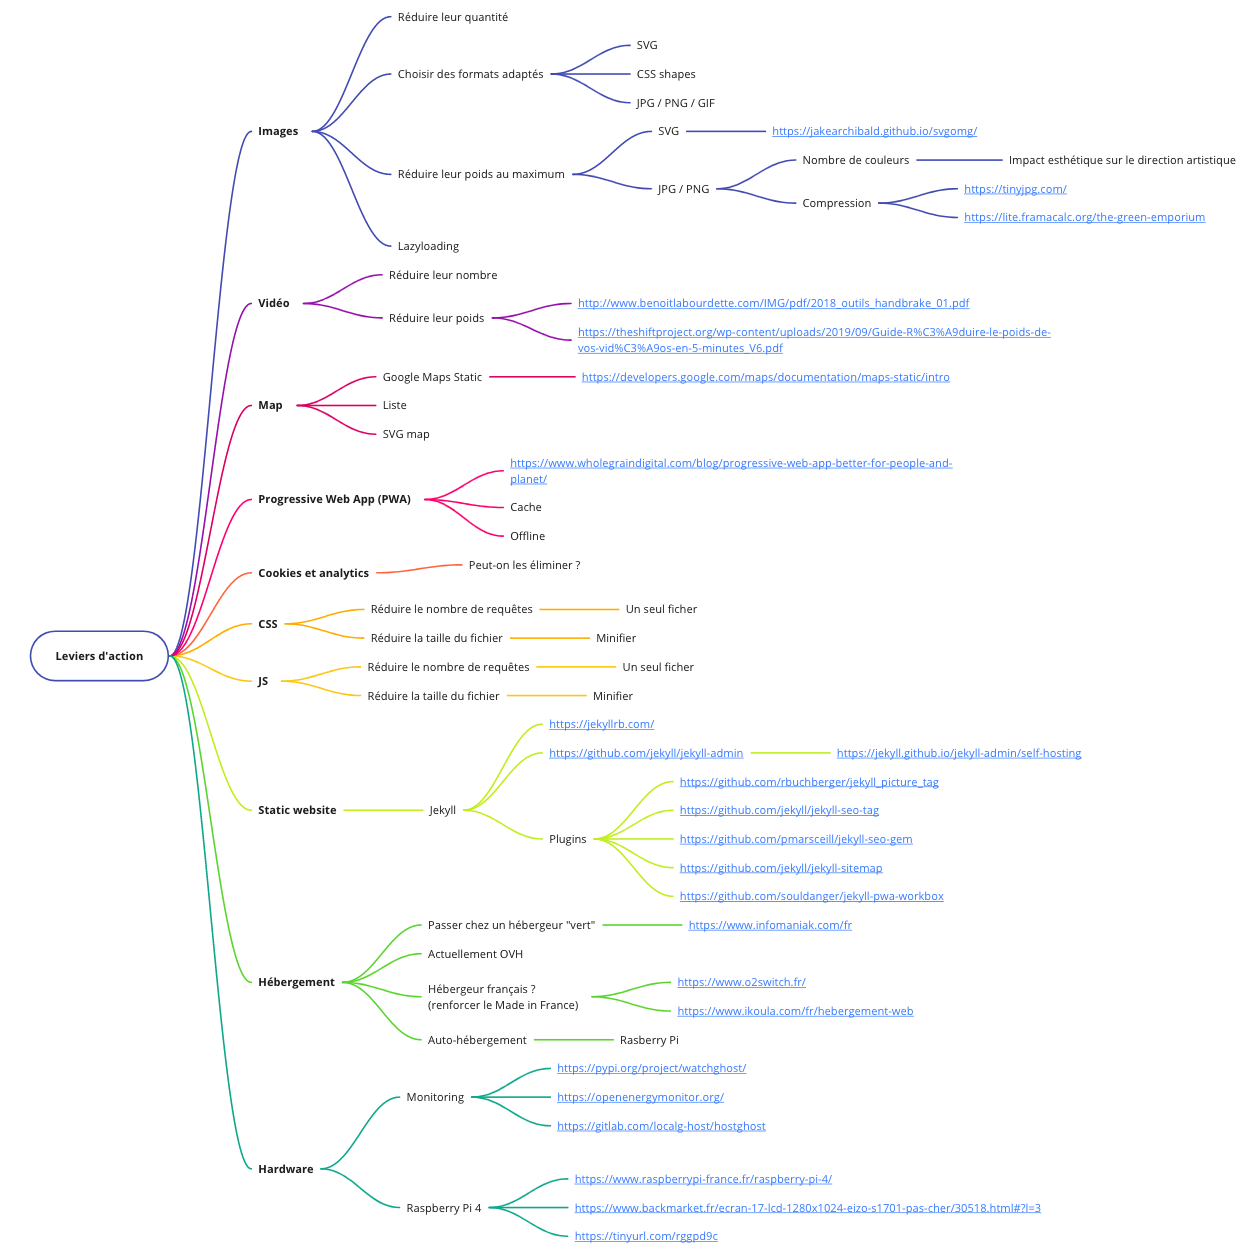 Leviers d'action
Images
Réduire leur quantité
Choisir des formats adaptés
SVG
CSS shapes
JPG / PNG / GIF
Réduire leur poids au maximum
SVG
https://jakearchibald.github.io/svgomg/
JPG / PNG
Nombre de couleurs
Impact esthétique sur le direction artistique
Compression
https://tinyjpg.com/
https://lite.framacalc.org/the-green-emporium
Lazyloading
Vidéo
Réduire leur nombre
Réduire leur poids
http://www.benoitlabourdette.com/IMG/pdf/2018_outils_handbrake_01.pdf
https://theshiftproject.org/wp-content/uploads/2019/09/Guide-R%C3%A9duire-le-poids-de-
vos-vid%C3%A9os-en-5-minutes_V6.pdf
Map
Google Maps Static
https://developers.google.com/maps/documentation/maps-static/intro
Liste
SVG map
Progressive Web App (PWA)
https://www.wholegraindigital.com/blog/progressive-web-app-better-for-people-and-
planet/
Cache
Offline
Cookies et analytics
Peut-on les éliminer ?
CSS
Réduire le nombre de requêtes
Un seul ficher
Réduire la taille du fichier
Minifier
JS
Réduire le nombre de requêtes
Un seul ficher
Réduire la taille du fichier
Minifier
Static website
Jekyll
https://jekyllrb.com/
https://github.com/jekyll/jekyll-admin
https://jekyll.github.io/jekyll-admin/self-hosting
Plugins
https://github.com/rbuchberger/jekyll_picture_tag
https://github.com/jekyll/jekyll-seo-tag
https://github.com/pmarsceill/jekyll-seo-gem
https://github.com/jekyll/jekyll-sitemap
https://github.com/souldanger/jekyll-pwa-workbox
Hébergement
Passer chez un hébergeur "vert"
https://www.infomaniak.com/fr
Actuellement OVH
Hébergeur français ?
(renforcer le Made in France)
https://www.o2switch.fr/
https://www.ikoula.com/fr/hebergement-web
Auto-hébergement
Rasberry Pi
Hardware
Monitoring
https://pypi.org/project/watchghost/
https://openenergymonitor.org/
https://gitlab.com/localg-host/hostghost
Raspberry Pi 4
https://www.raspberrypi-france.fr/raspberry-pi-4/
https://www.backmarket.fr/ecran-17-lcd-1280x1024-eizo-s1701-pas-cher/30518.html#?l=3
https://tinyurl.com/rggpd9c